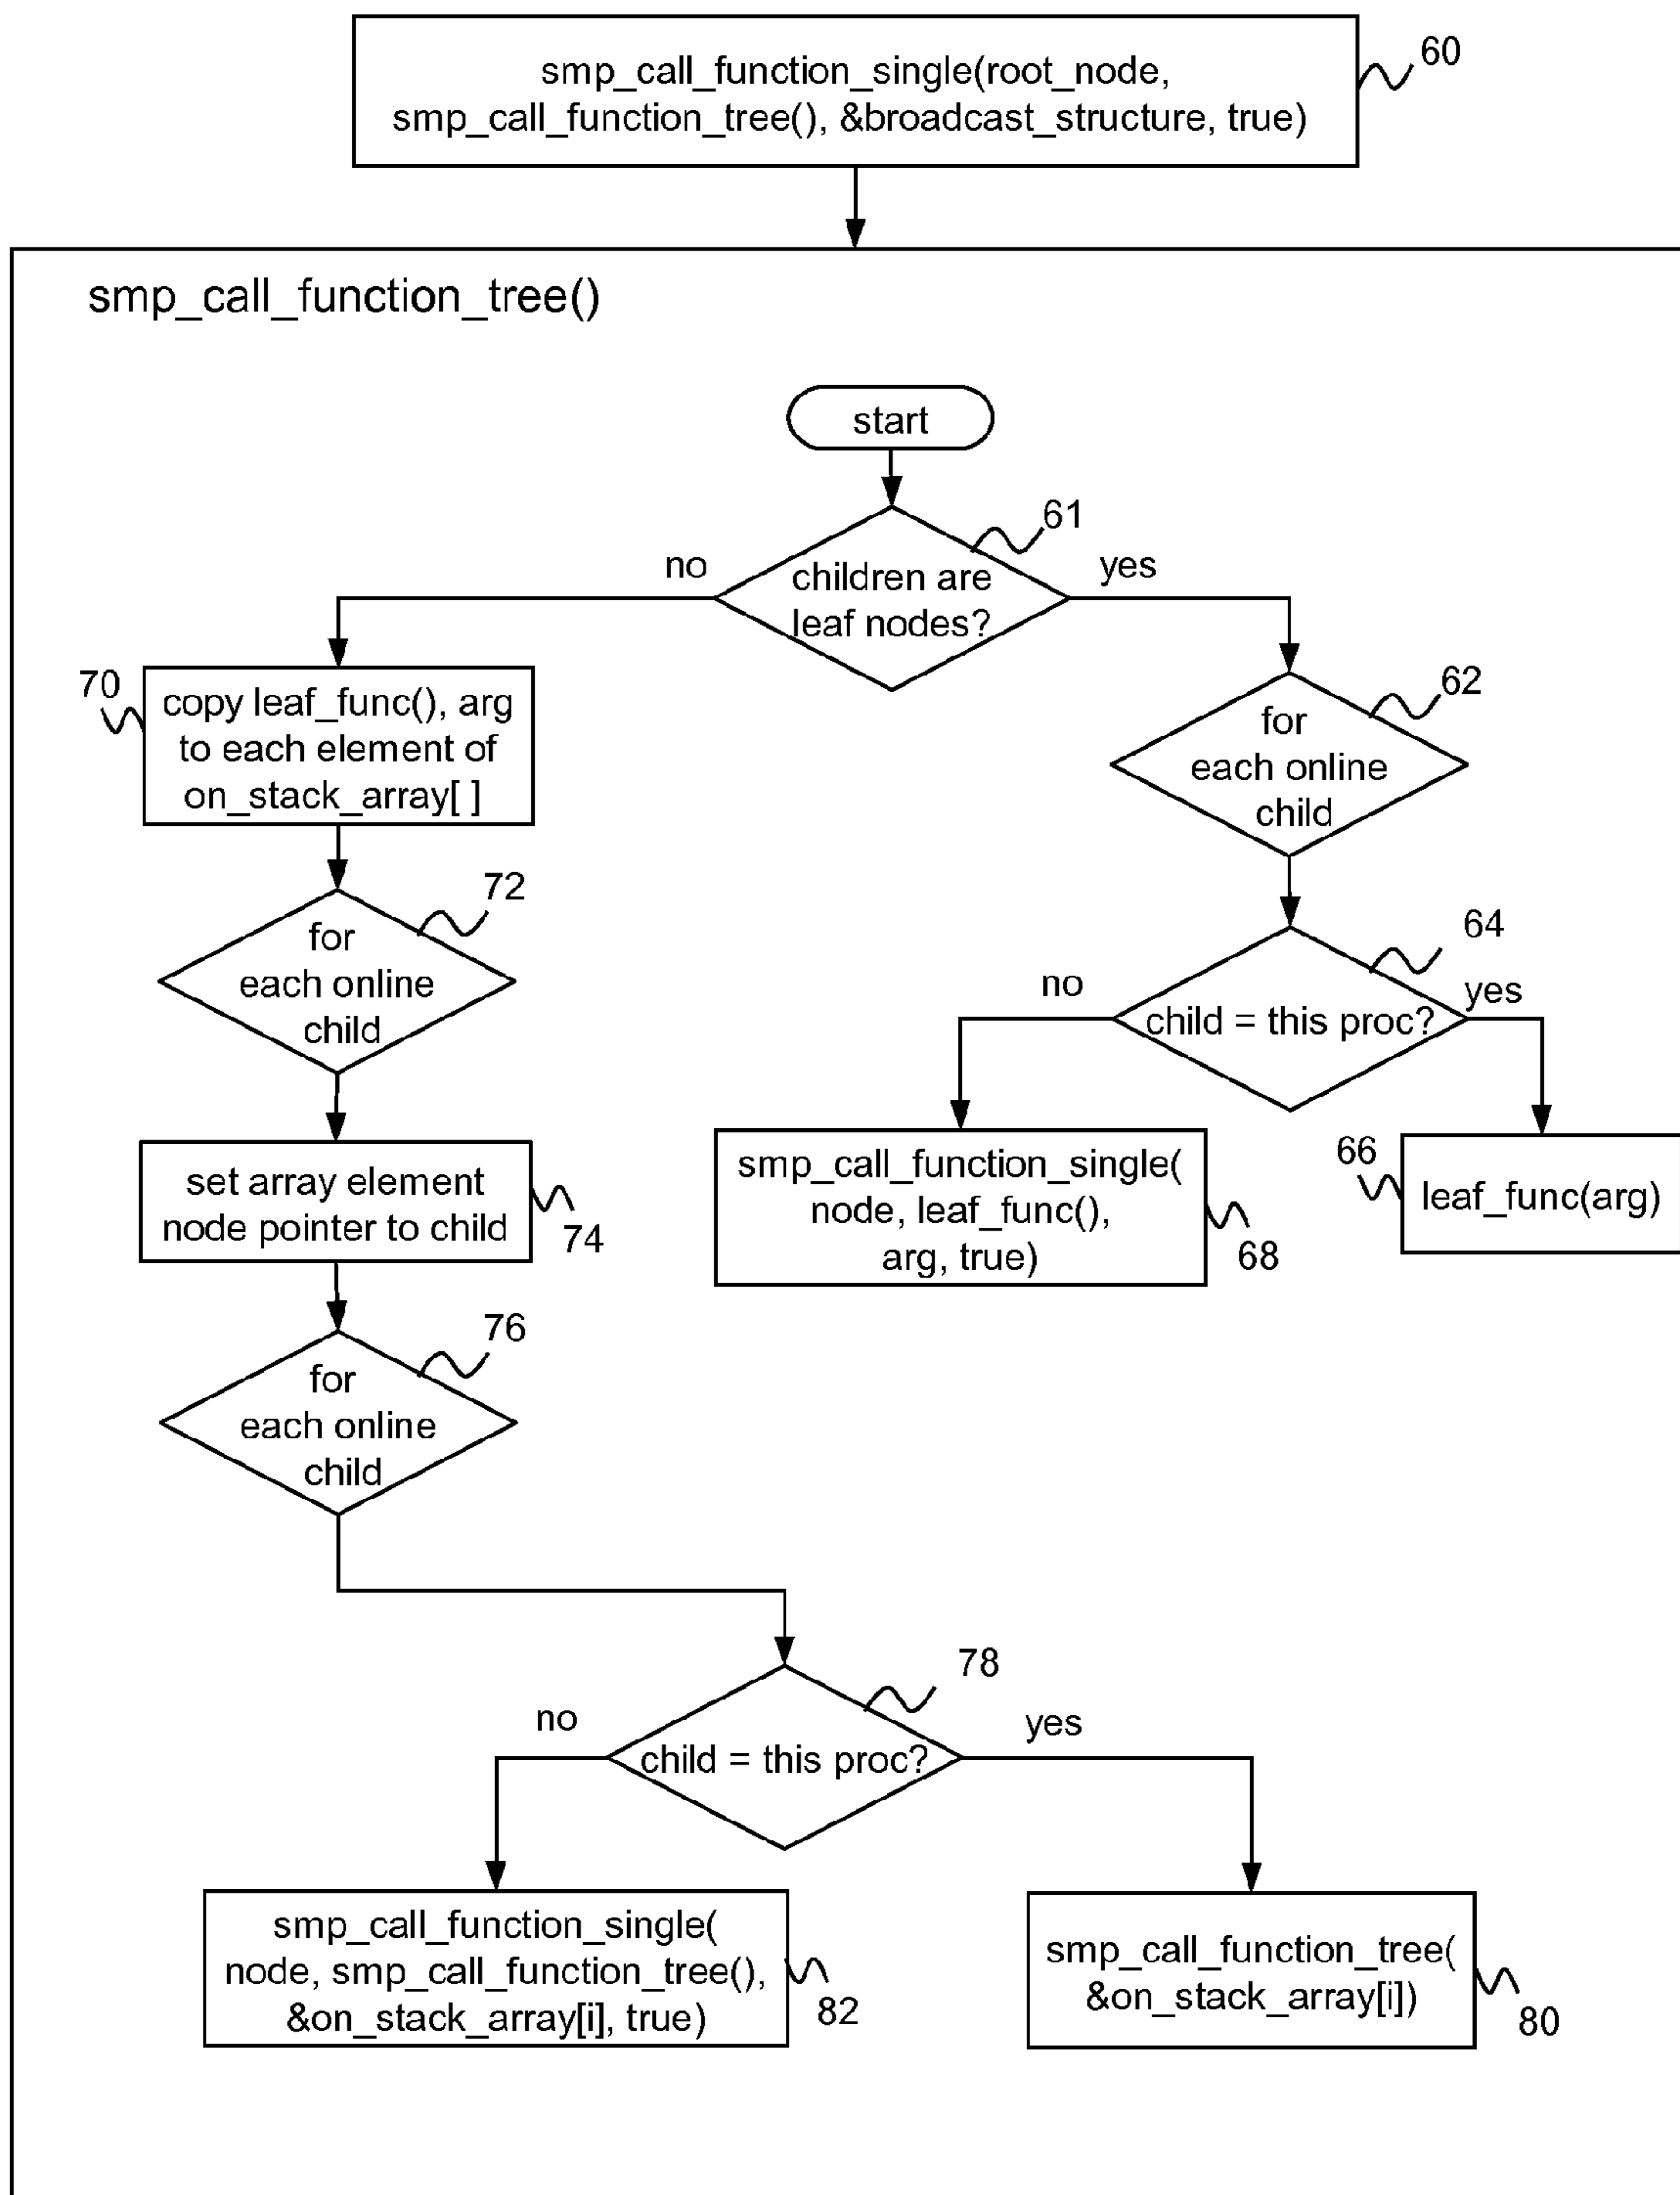 smp_call_function_single(root_node,
smp_call_function_tree(), &broadcast_structure, true)
60
smp_call_function_tree()
start
61
no
children are
leaf nodes?
yes
70
copy leaf_func(), arg
to each element of
on_stack_array[ ]
62
for
each online
child
72
for
each online
child
64
no
child = this proc?
yes
set array element
node pointer to child
74
smp_call_function_single(
node, leaf_func(),
arg, true)
68
66
leaf_func(arg)
76
for
each online
child
78
no
child = this proc?
yes
smp_call_function_single(
node, smp_call_function_tree(),
&on_stack_array[i], true)
82
smp_call_function_tree(
&on_stack_array[i])
80